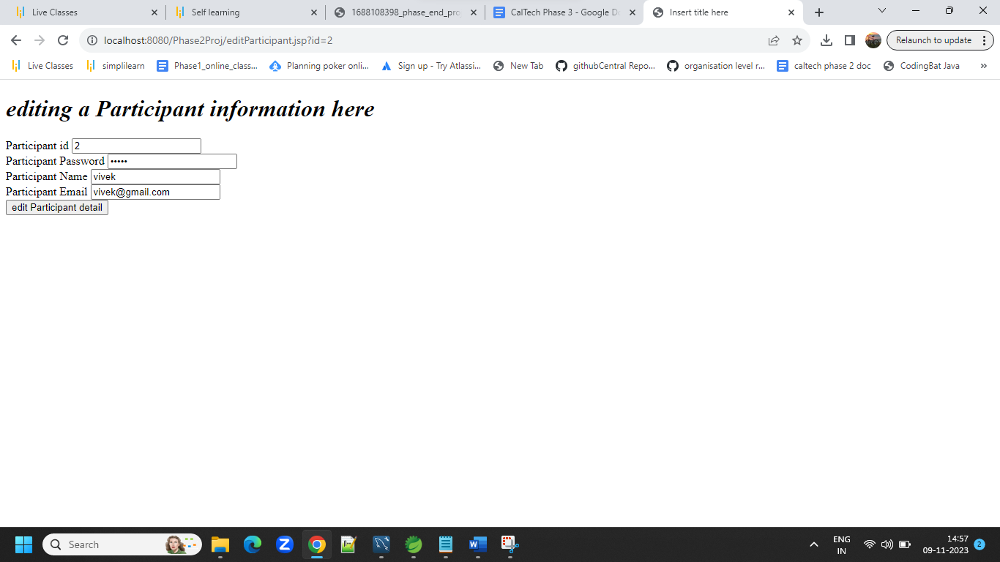 Live Classes
Self learning
1688108398_phase_end_pro
CalTech Phase 3 - Google Do
Insert title here
localhost:8080/Phase2Proj/editParticipant.jsp?id=2
Relaunch to update
Live Classes
simplilearn
Phase1_online_class...
Planning poker onli...
Sign up - Try Atlassi...
New Tab
githubCentral Repo...
organisation level r...
caltech phase 2 doc
CodingBat Java
»
editing a Participant information here
Participant id 2
Participant Password •••••
Participant Name vivek
Participant Email vivek@gmail.com
edit Participant detail
Search
ENG
IN
14:57
09-11-2023
2